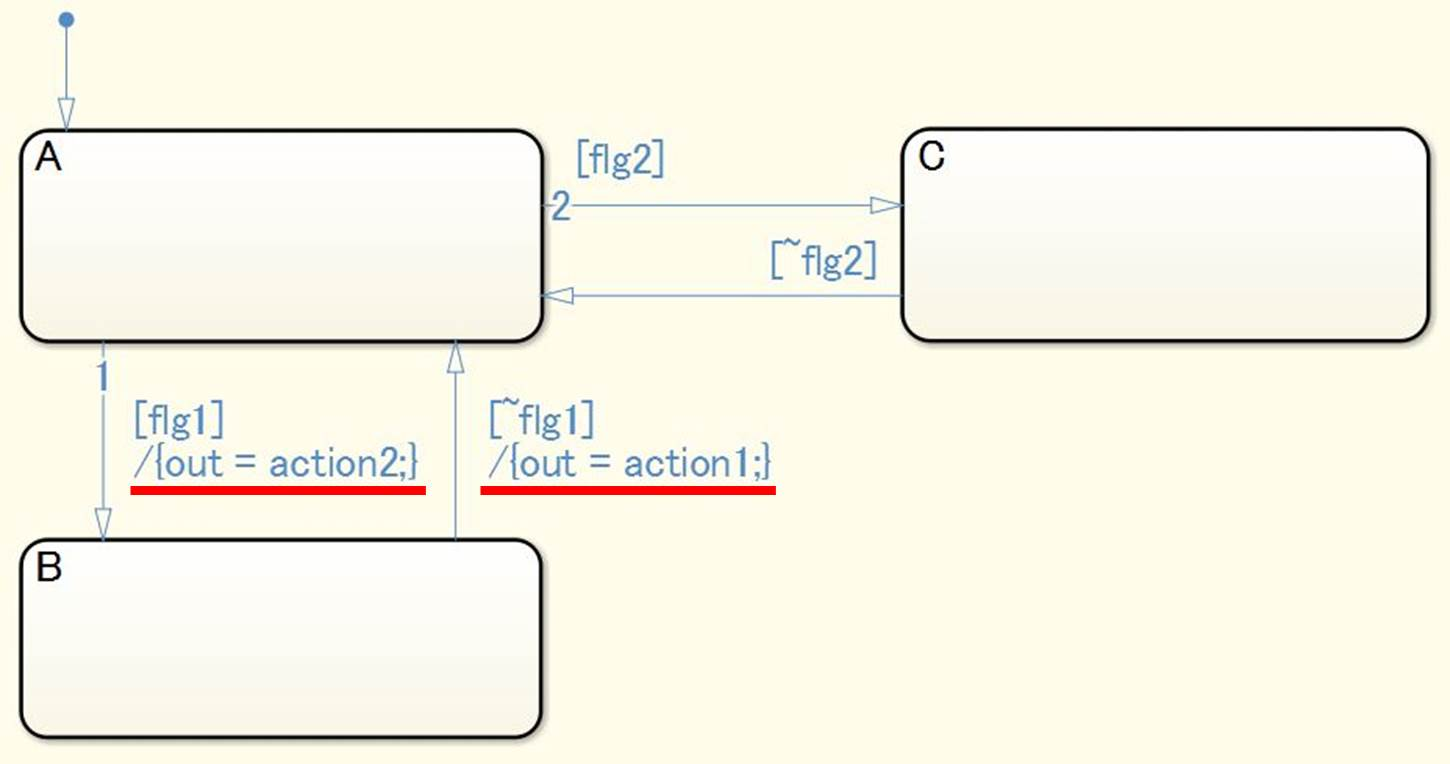 A
[flg2]
C
2
[~flg2]
1
[flg1]
/{out = action2;}
[~flg1]
/{out = action1;}
B